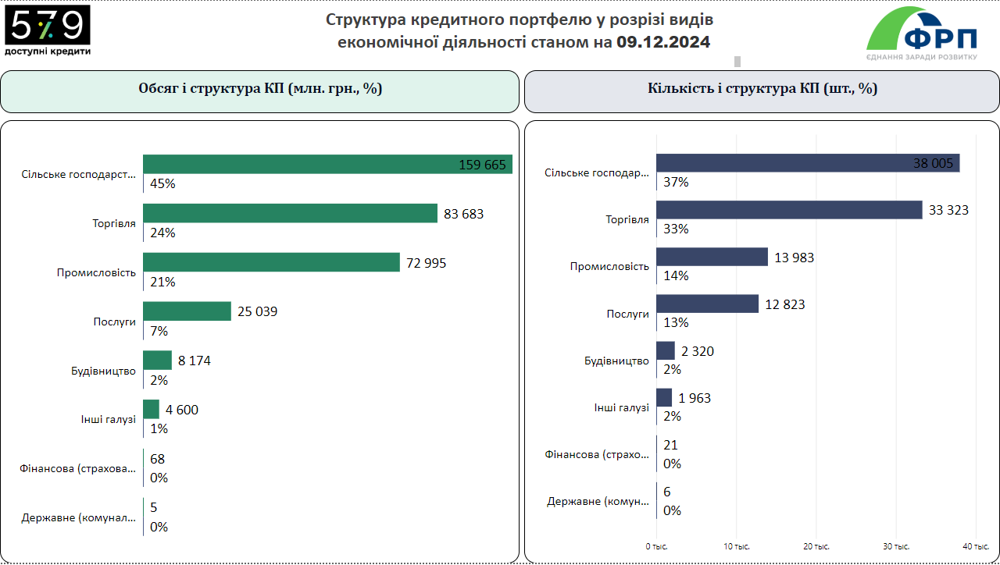 579
доступні кредити
Структура кредитного портфелю у розрізі видів
економічної діяльності станом на 09.12.2024
ФРП
ЄДНАННЯ ЗАРАДИ РОЗВИТКУ
Обсяг і структура КП (млн. грн., %)
Сільське господарст...
159 665
45%
Торгівля
83 683
24%
Промисловість
72 995
21%
Послуги
25 039
7%
Будівництво
8 174
2%
Інші галузі
4 600
1%
Фінансова (страхова...
68
0%
Державне (комунал...
5
0%
Кількість і структура КП (шт., %)
Сільське господар...
38 005
37%
Торгівля
33 323
33%
Промисловість
13 983
14%
Послуги
12 823
13%
Будівництво
2 320
2%
Інші галузі
1 963
2%
Фінансова (страхо...
21
0%
Державне (комун...
6
0%
0 тис. 10 тис. 20 тис. 30 тис. 40 тис.